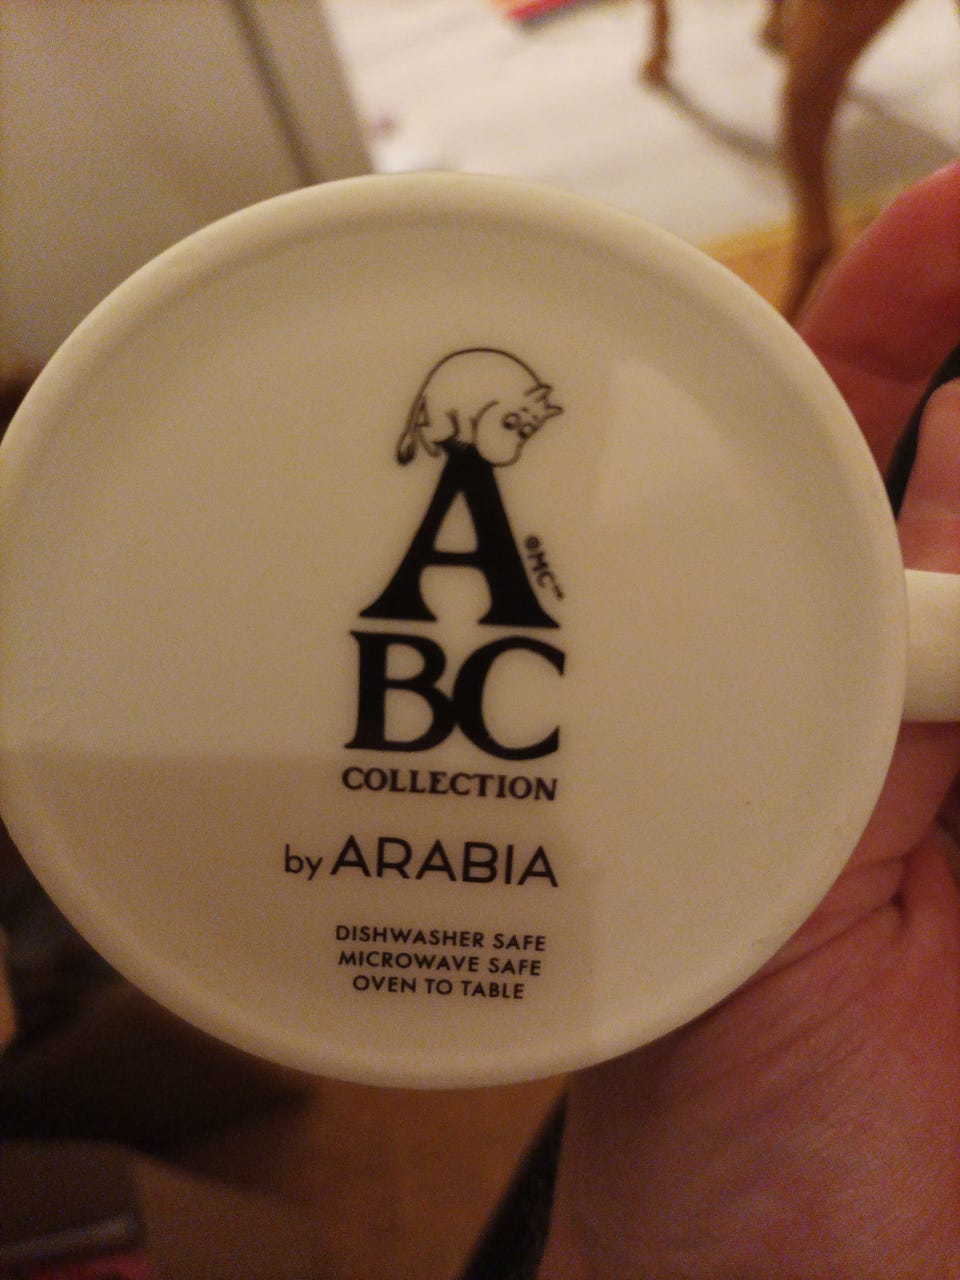 A
©MC™
BC
COLLECTION
by ARABIA
DISHWASHER SAFE
MICROWAVE SAFE
OVEN TO TABLE